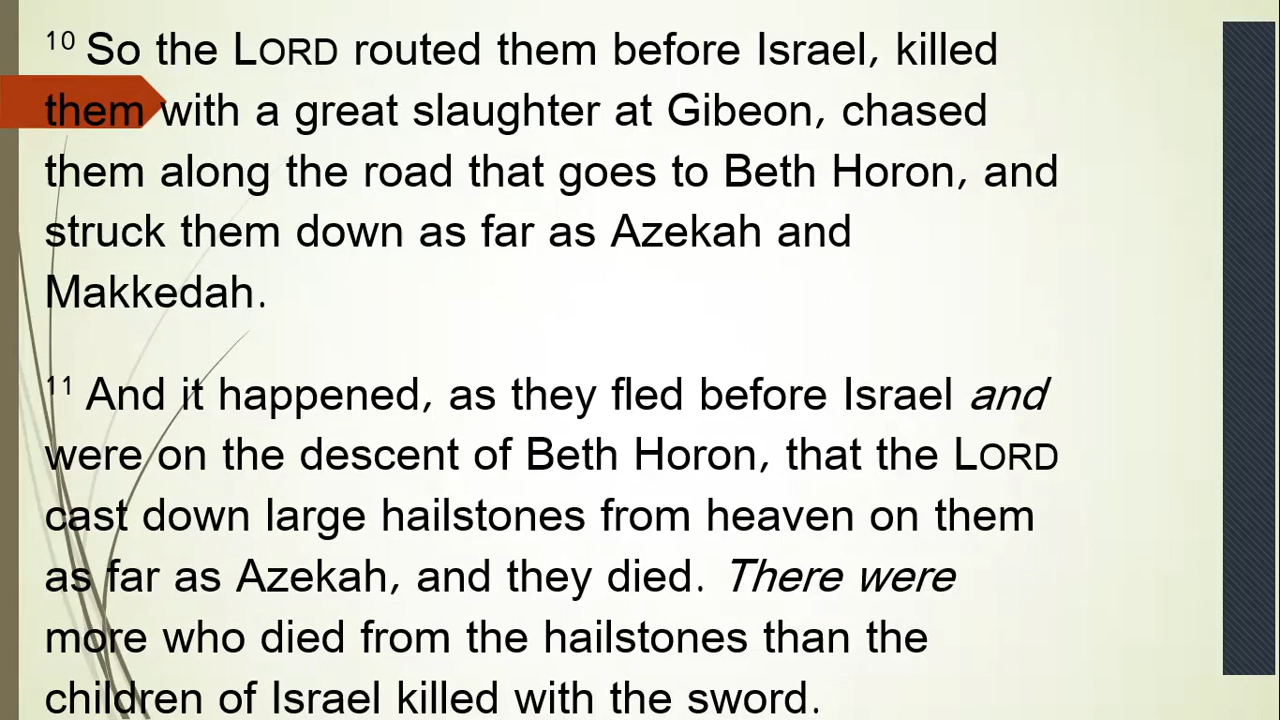 10 So the LORD routed them before Israel, killed
them with a great slaughter at Gibeon, chased
them along the road that goes to Beth Horon, and
struck them down as far as Azekah and
Makkedah.
11 And it happened, as they fled before Israel and
were on the descent of Beth Horon, that the LORD
cast down large hailstones from heaven on them
as far as Azekah, and they died. There were
more who died from the hailstones than the
children of Israel killed with the sword.